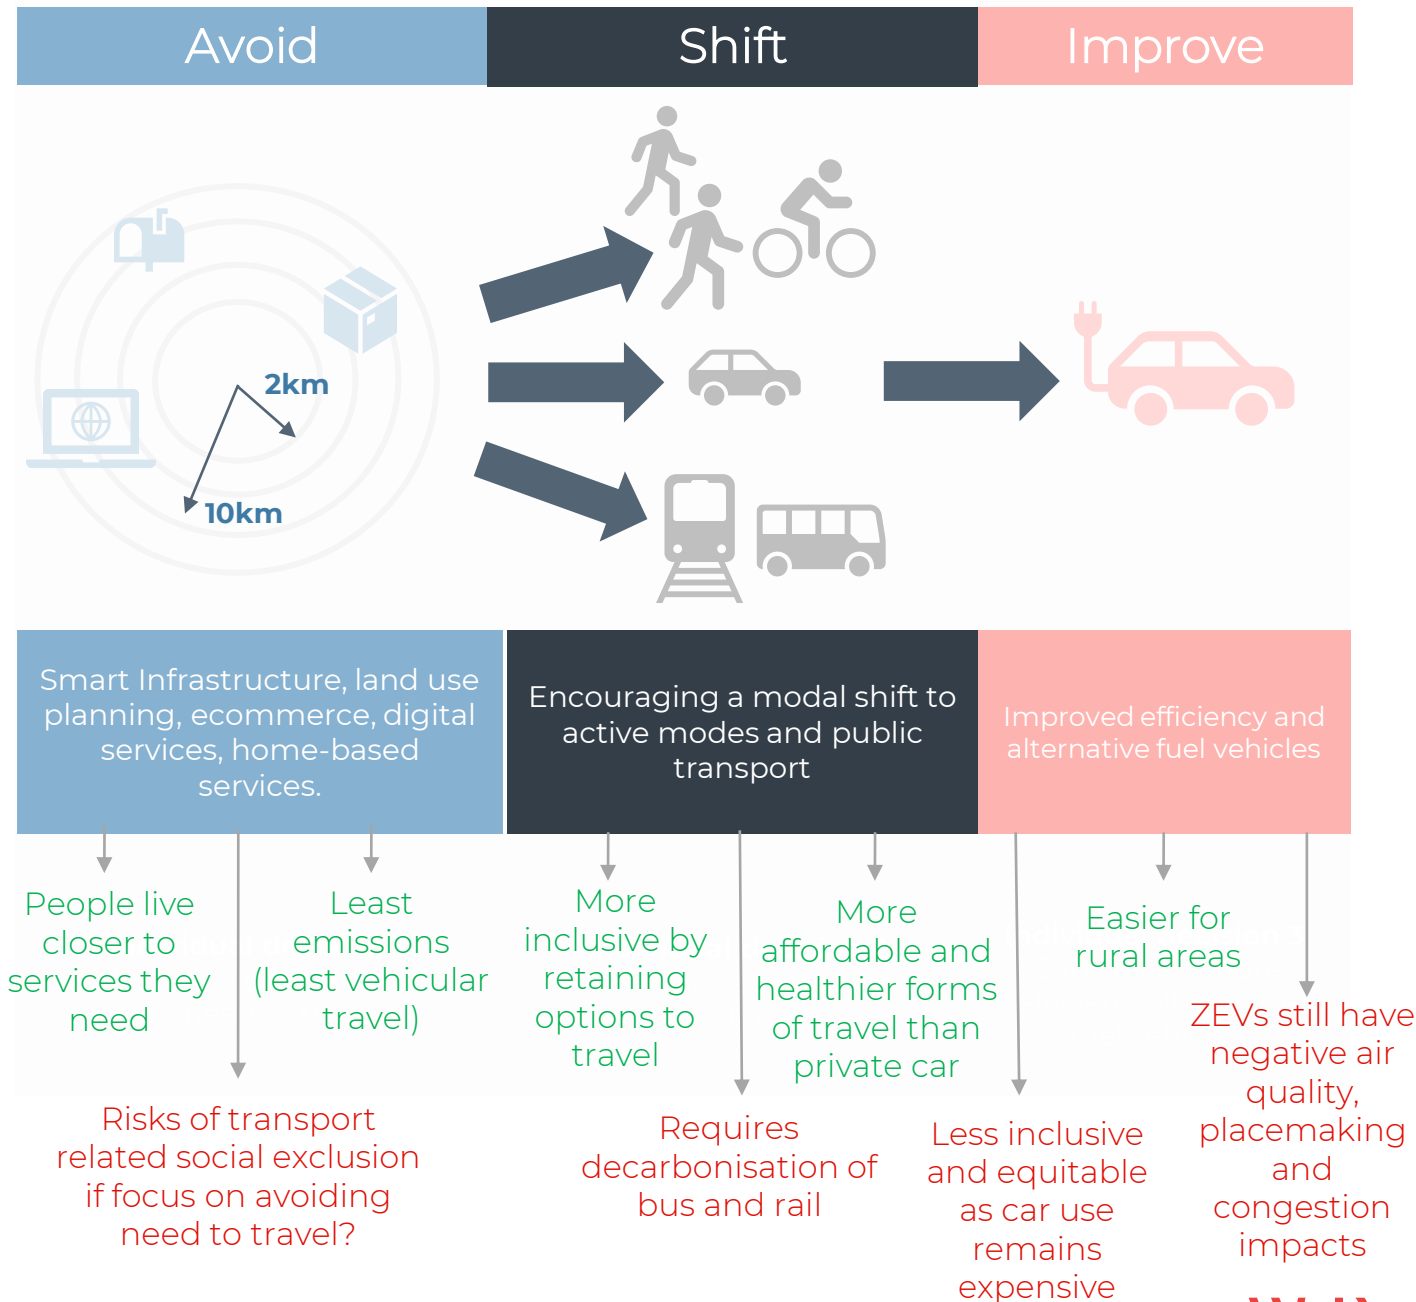 Avoid
Shift
Improve
2km
10km
Smart Infrastructure, land use
planning, ecommerce, digital
services, home-based
services.
Encouraging a modal shift to
active modes and public
transport
Improved efficiency and
alternative fuel vehicles
People live
closer to
services they
need
Least
emissions
(least vehicular
travel)
More
inclusive by
retaining
options to
travel
More
affordable and
healthier forms
of travel than
private car
Easier for
rural areas
Risks of transport
related social exclusion
if focus on avoiding
need to travel?
Requires
decarbonisation of
bus and rail
Less inclusive
and equitable
as car use
remains
expensive
ZEVs still have
negative air
quality,
placemaking
and
congestion
impacts